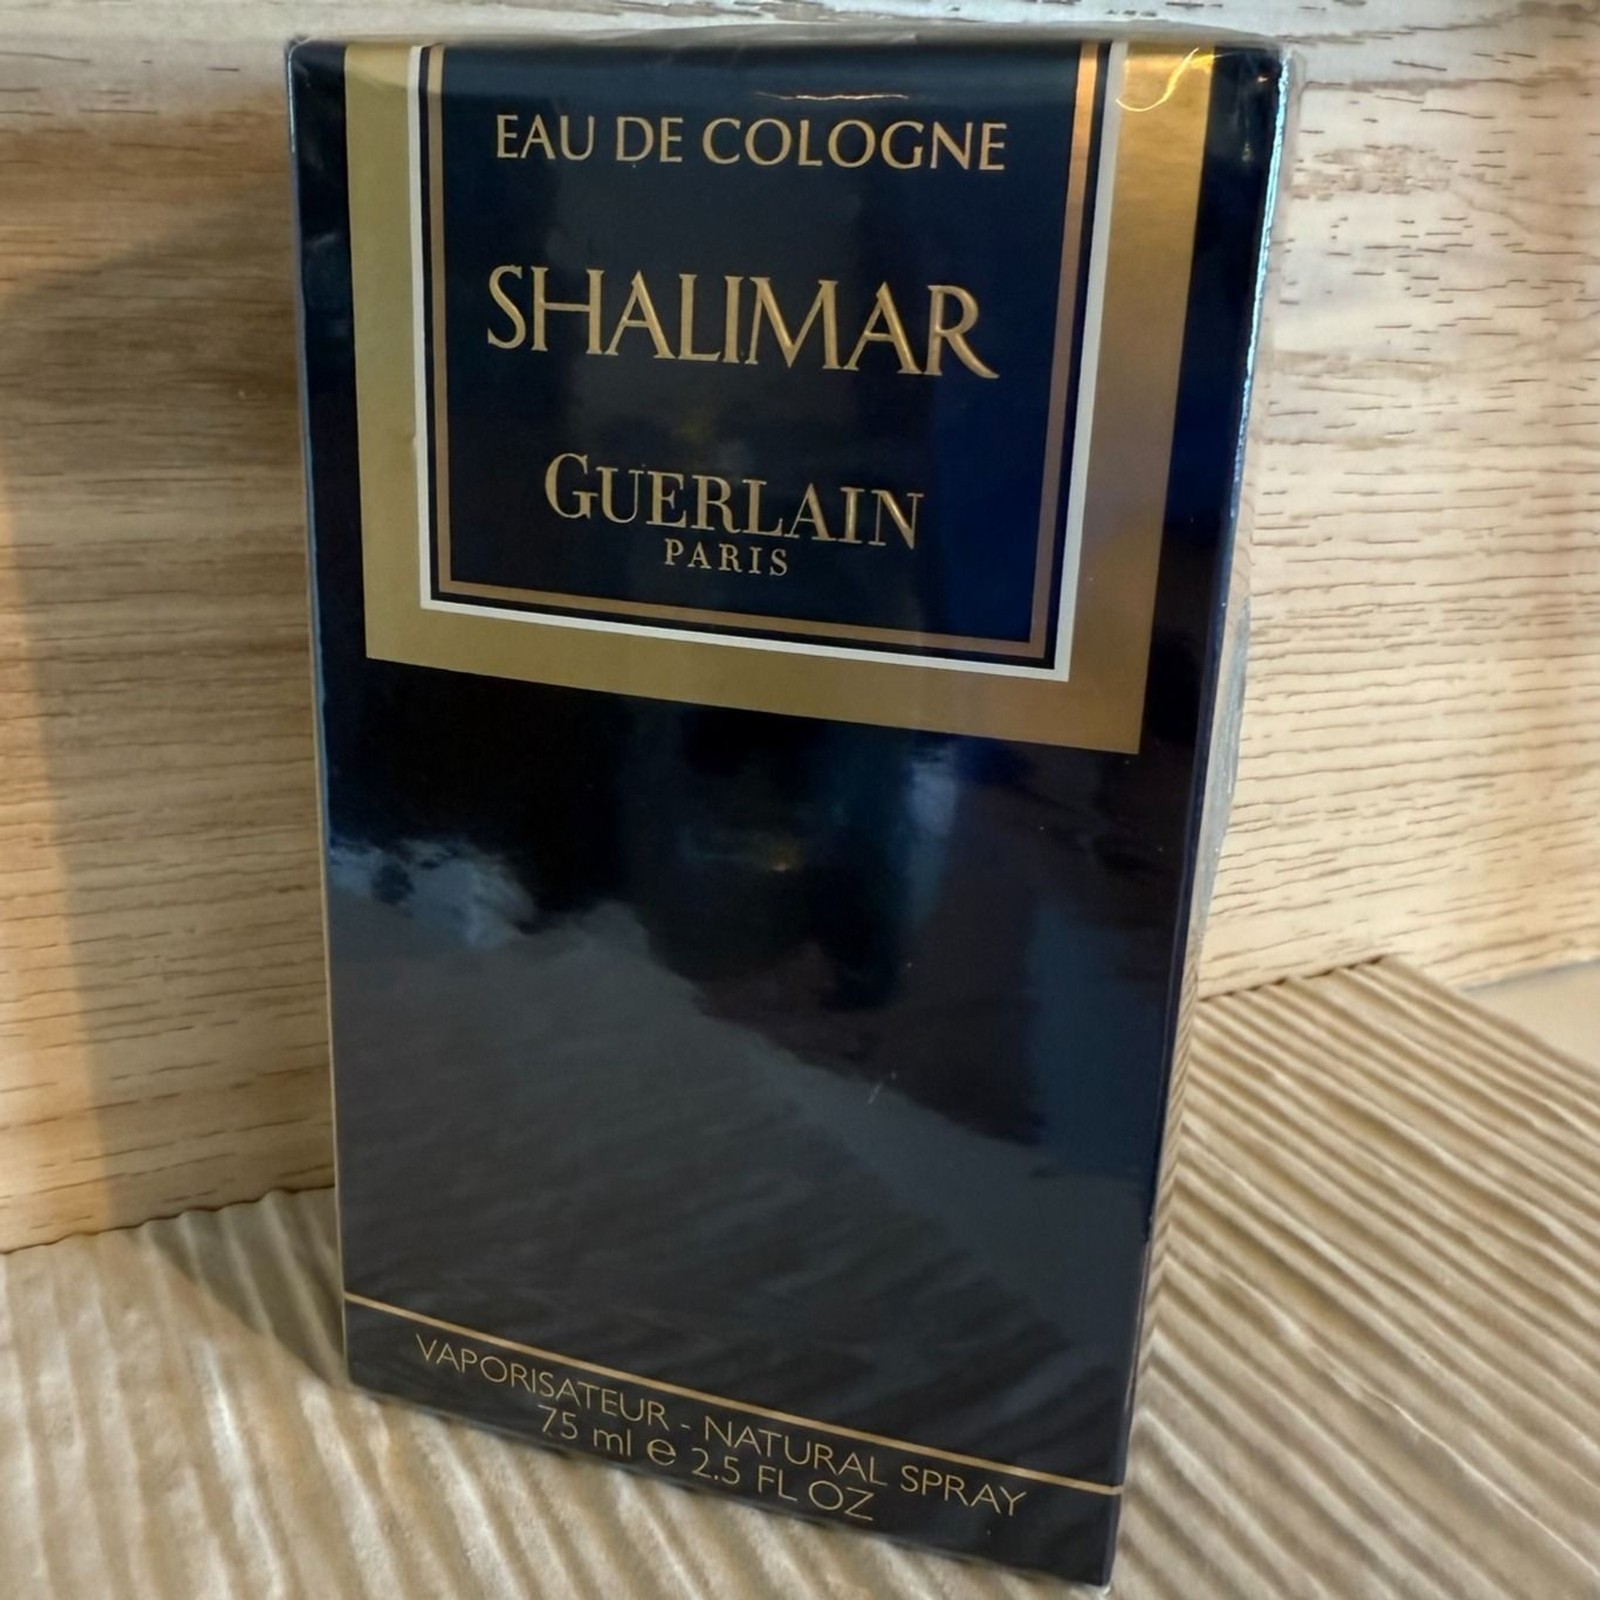 EAU DE COLOGNE
SHALIMAR
GUERLAIN
PARIS
VAPORISATEUR - NATURAL SPRAY
75 ml e 2.5 FL OZ